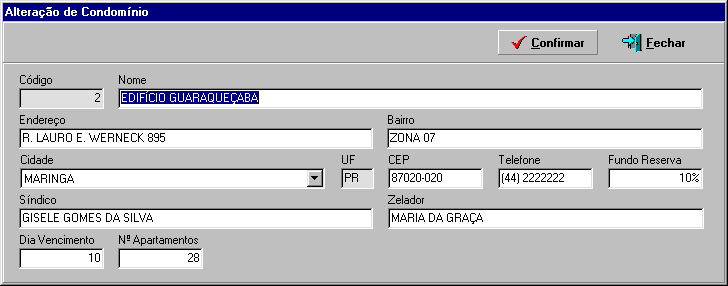 Alteração de Condomínio
Confirmar Fechar
Código Nome
2 EDIFÍCIO GUARAQUEÇABA
Endereço Bairro
R. LAURO E. WERNECK 895 ZONA 07
Cidade UF CEP Telefone Fundo Reserva
MARINGA PR 87020-020 (44) 2222222 10%
Síndico Zelador
GISELE GOMES DA SILVA MARIA DA GRAÇA
Dia Vencimento Nº Apartamentos
10 28